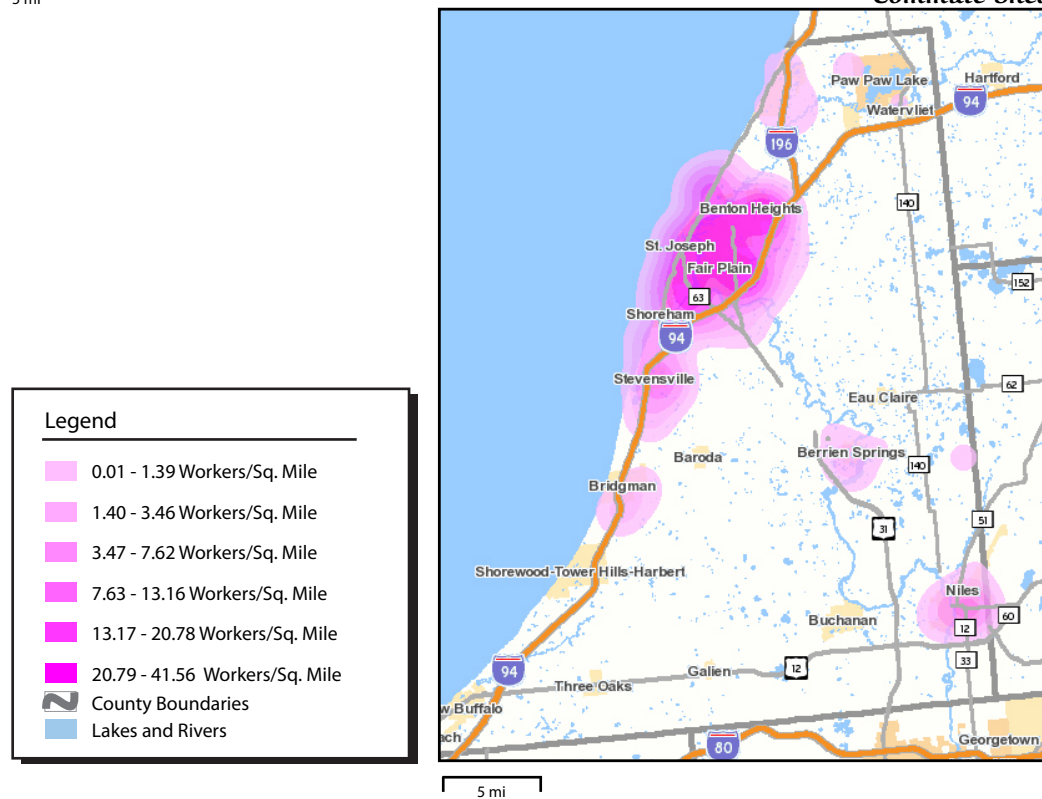 5 mi
Commute Shed
Paw Paw Lake
Hartford
Watervliet
94
196
140
Benton Heights
St. Joseph
Fair Plain
152
63
Shoreham
94
Stevensville
62
Eau Claire
Baroda
Berrien Springs
140
Bridgman
51
31
Shorewood-Tower Hills-Harbert
Niles
60
Buchanan
12
33
94
Galien
12
Three Oaks
w Buffalo
ach
80
Georgetown
5 mi
Legend
0.01 - 1.39 Workers/Sq. Mile
1.40 - 3.46 Workers/Sq. Mile
3.47 - 7.62 Workers/Sq. Mile
7.63 - 13.16 Workers/Sq. Mile
13.17 - 20.78 Workers/Sq. Mile
20.79 - 41.56 Workers/Sq. Mile
County Boundaries
Lakes and Rivers